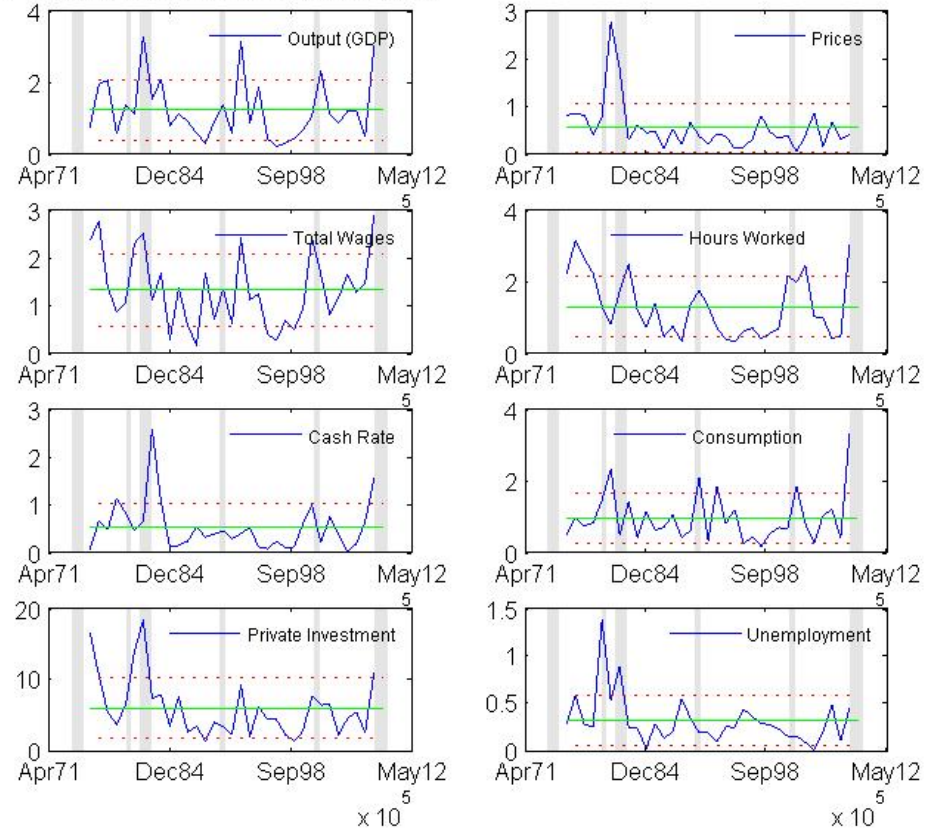 4
2
0
Output (GDP)
Apr71 Dec84 Sep98 May12
5
3
2
1
0
Prices
Apr71 Dec84 Sep98 May12
5
3
2
1
0
Total Wages
Apr71 Dec84 Sep98 May12
5
4
2
0
Hours Worked
Apr71 Dec84 Sep98 May12
5
3
2
1
0
Cash Rate
Apr71 Dec84 Sep98 May12
5
4
2
0
Consumption
Apr71 Dec84 Sep98 May12
5
20
10
0
Private Investment
Apr71 Dec84 Sep98 May12
x 10 5
1.5
1
0.5
0
Unemployment
Apr71 Dec84 Sep98 May12
x 10 5